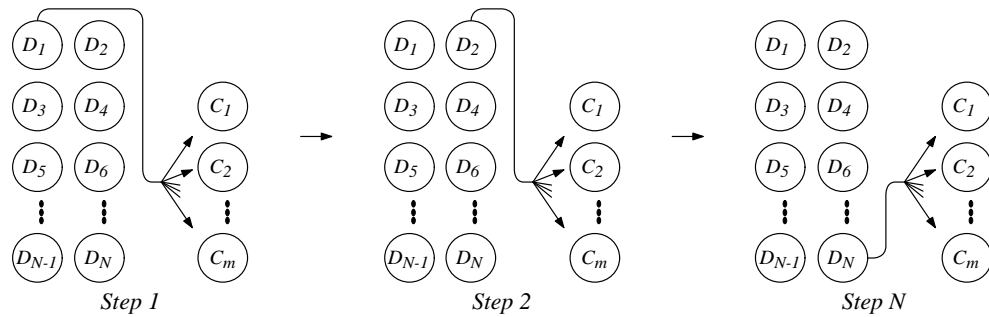 D1 D2 D1 D2 D1 D2
D3 D4 C1 D3 D4 C1 D3 D4 C1
D5 D6 C2 D5 D6 C2 D5 D6 C2
DN-1 DN Cm DN-1 DN Cm DN-1 DN Cm
Step 1 Step 2 Step N